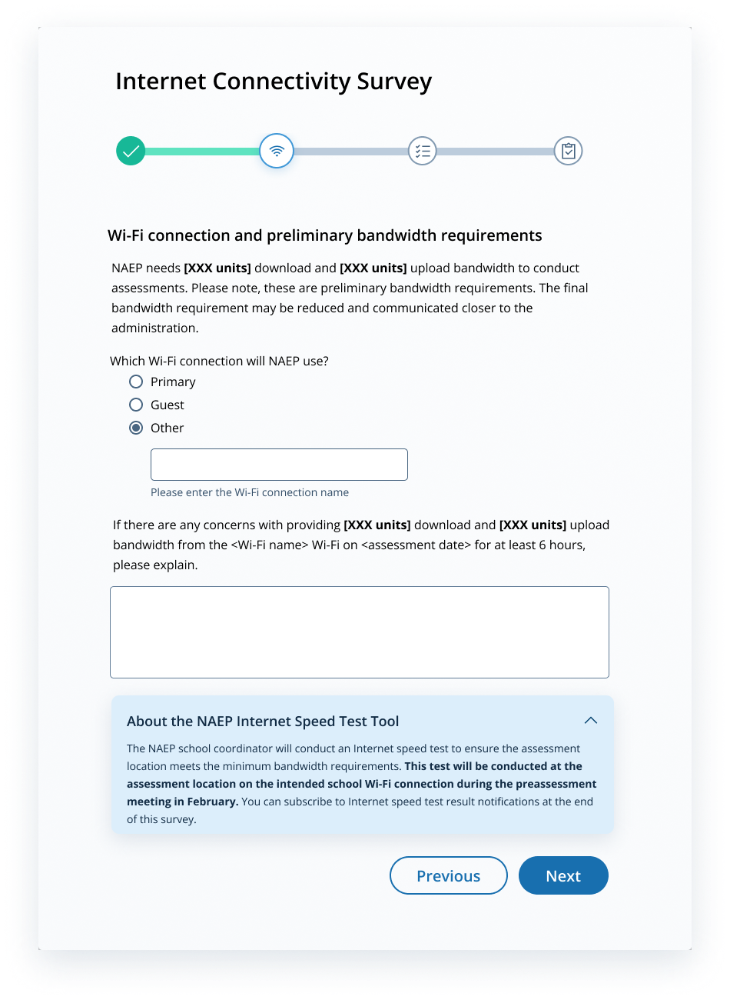 Internet Connectivity Survey
Wi-Fi connection and preliminary bandwidth requirements
NAEP needs [XXX units] download and [XXX units] upload bandwidth to conduct
assessments. Please note, these are preliminary bandwidth requirements. The final
bandwidth requirement may be reduced and communicated closer to the
administration.
Which Wi-Fi connection will NAEP use?
Primary
Guest
Other
Please enter the Wi-Fi connection name
If there are any concerns with providing [XXX units] download and [XXX units] upload
bandwidth from the <Wi-Fi name> Wi-Fi on <assessment date> for at least 6 hours,
please explain.
About the NAEP Internet Speed Test Tool
The NAEP school coordinator will conduct an Internet speed test to ensure the assessment
location meets the minimum bandwidth requirements. This test will be conducted at the
assessment location on the intended school Wi-Fi connection during the preassessment
meeting in February. You can subscribe to Internet speed test result notifications at the end
of this survey.
Previous
Next